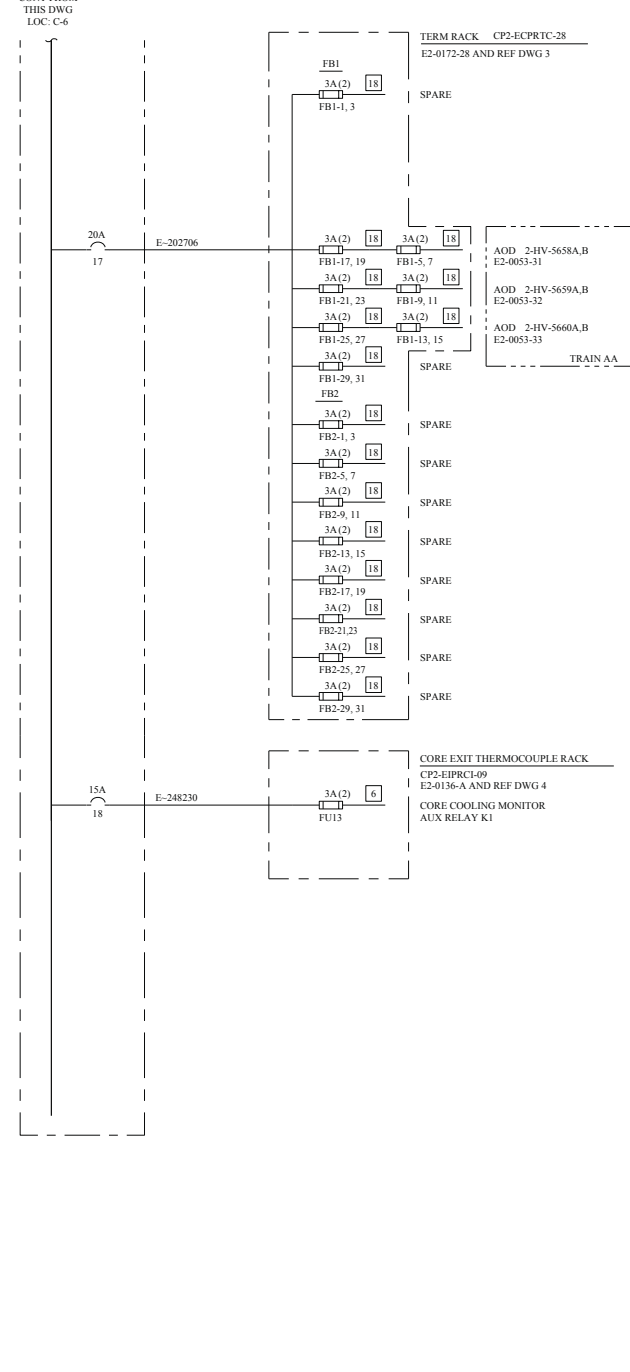 THIS DWG
LOC: C-6
TERM RACK CP2-ECPRTC-28
E2-0172-28 AND REF DWG 3
FB1
3A(2) 18
FB1-1, 3
SPARE
20A
17
E~202706
3A(2) 18 3A(2) 18
FB1-17, 19 FB1-5, 7
AOD 2-HV-5658A,B
E2-0053-31
3A(2) 18 3A(2) 18
FB1-21, 23 FB1-9, 11
AOD 2-HV-5659A,B
E2-0053-32
3A(2) 18 3A(2) 18
FB1-25, 27 FB1-13, 15
AOD 2-HV-5660A,B
E2-0053-33
TRAIN AA
3A(2) 18
FB1-29, 31
SPARE
FB2
3A(2) 18
FB2-1, 3
SPARE
3A(2) 18
FB2-5, 7
SPARE
3A(2) 18
FB2-9, 11
SPARE
3A(2) 18
FB2-13, 15
SPARE
3A(2) 18
FB2-17, 19
SPARE
3A(2) 18
FB2-21,23
SPARE
3A(2) 18
FB2-25, 27
SPARE
3A(2) 18
FB2-29, 31
SPARE
CORE EXIT THERMOCOUPLE RACK
CP2-EIPRCI-09
E2-0136-A AND REF DWG 4
15A
18
E~248230
3A(2) 6
FU13
CORE COOLING MONITOR
AUX RELAY K1